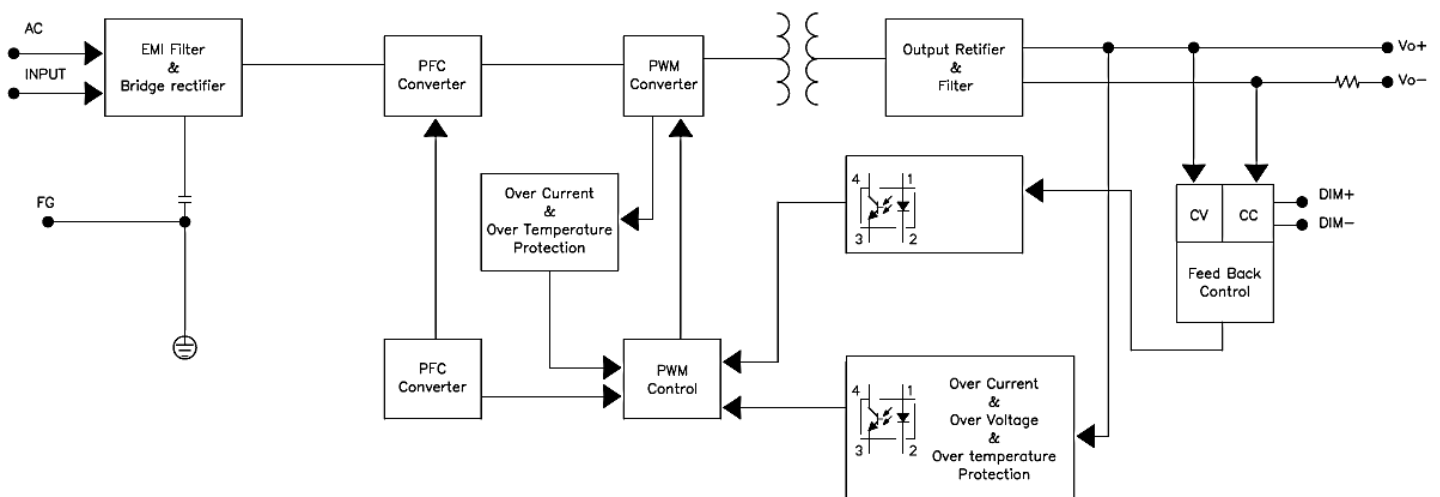 AC
INPUT
EMI Filter
&
Bridge rectifier
PFC
Converter
PWM
Converter
Output Retifier
&
Filter
Vo+
Vo-
FG
Over Current
&
Over Temperature
Protection
4
1
3
2
CV
CC
DIM+
DIM-
Feed Back
Control
PFC
Converter
PWM
Control
4
1
3
2
Over Current
&
Over Voltage
&
Over temperature
Protection